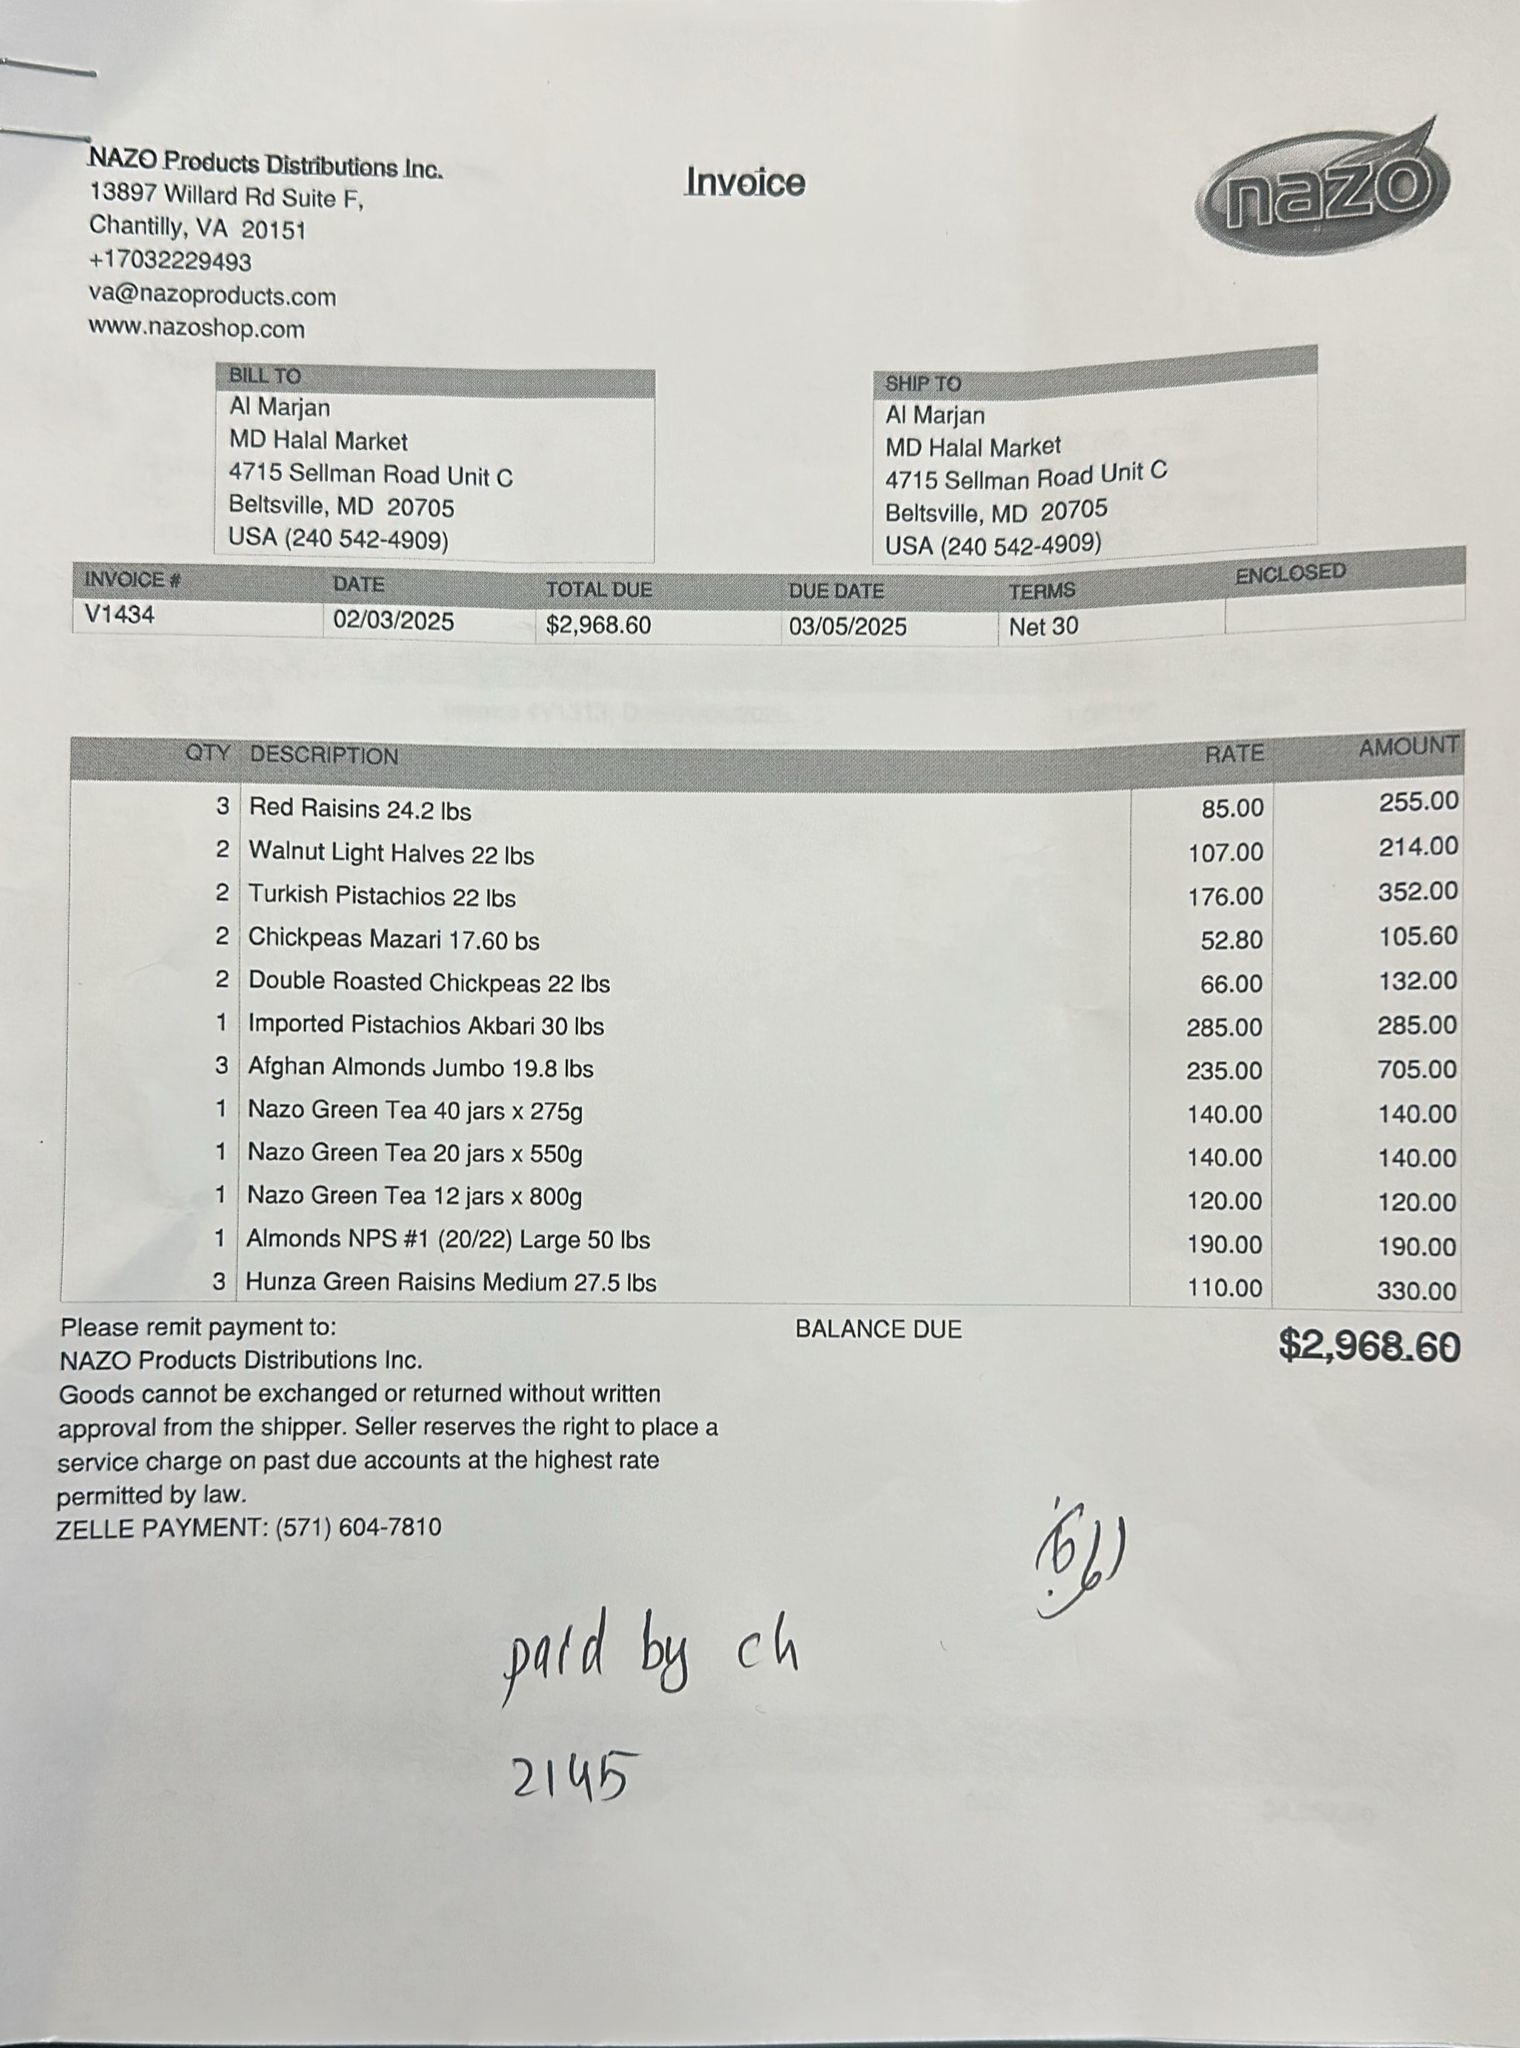 NAZO Products Distributions Inc.
13897 Willard Rd Suite F,
Chantilly, VA 20151
+17032229493
va@nazoproducts.com
www.nazoshop.com
Invoice
nazo
BILL TO
Al Marjan
MD Halal Market
4715 Sellman Road Unit C
Beltsville, MD 20705
USA (240 542-4909)
SHIP TO
Al Marjan
MD Halal Market
4715 Sellman Road Unit C
Beltsville, MD 20705
USA (240 542-4909)
INVOICE # DATE TOTAL DUE DUE DATE TERMS ENCLOSED
V1434 02/03/2025 $2,968.60 03/05/2025 Net 30
QTY DESCRIPTION RATE AMOUNT
3 Red Raisins 24.2 lbs 85.00 255.00
2 Walnut Light Halves 22 lbs 107.00 214.00
2 Turkish Pistachios 22 lbs 176.00 352.00
2 Chickpeas Mazari 17.60 bs 52.80 105.60
2 Double Roasted Chickpeas 22 lbs 66.00 132.00
1 Imported Pistachios Akbari 30 lbs 285.00 285.00
3 Afghan Almonds Jumbo 19.8 lbs 235.00 705.00
1 Nazo Green Tea 40 jars x 275g 140.00 140.00
1 Nazo Green Tea 20 jars x 550g 140.00 140.00
1 Nazo Green Tea 12 jars x 800g 120.00 120.00
1 Almonds NPS #1 (20/22) Large 50 lbs 190.00 190.00
3 Hunza Green Raisins Medium 27.5 lbs 110.00 330.00
Please remit payment to:
NAZO Products Distributions Inc.
Goods cannot be exchanged or returned without written
approval from the shipper. Seller reserves the right to place a
service charge on past due accounts at the highest rate
permitted by law.
ZELLE PAYMENT: (571) 604-7810
BALANCE DUE $2,968.60
paid by ch
2145